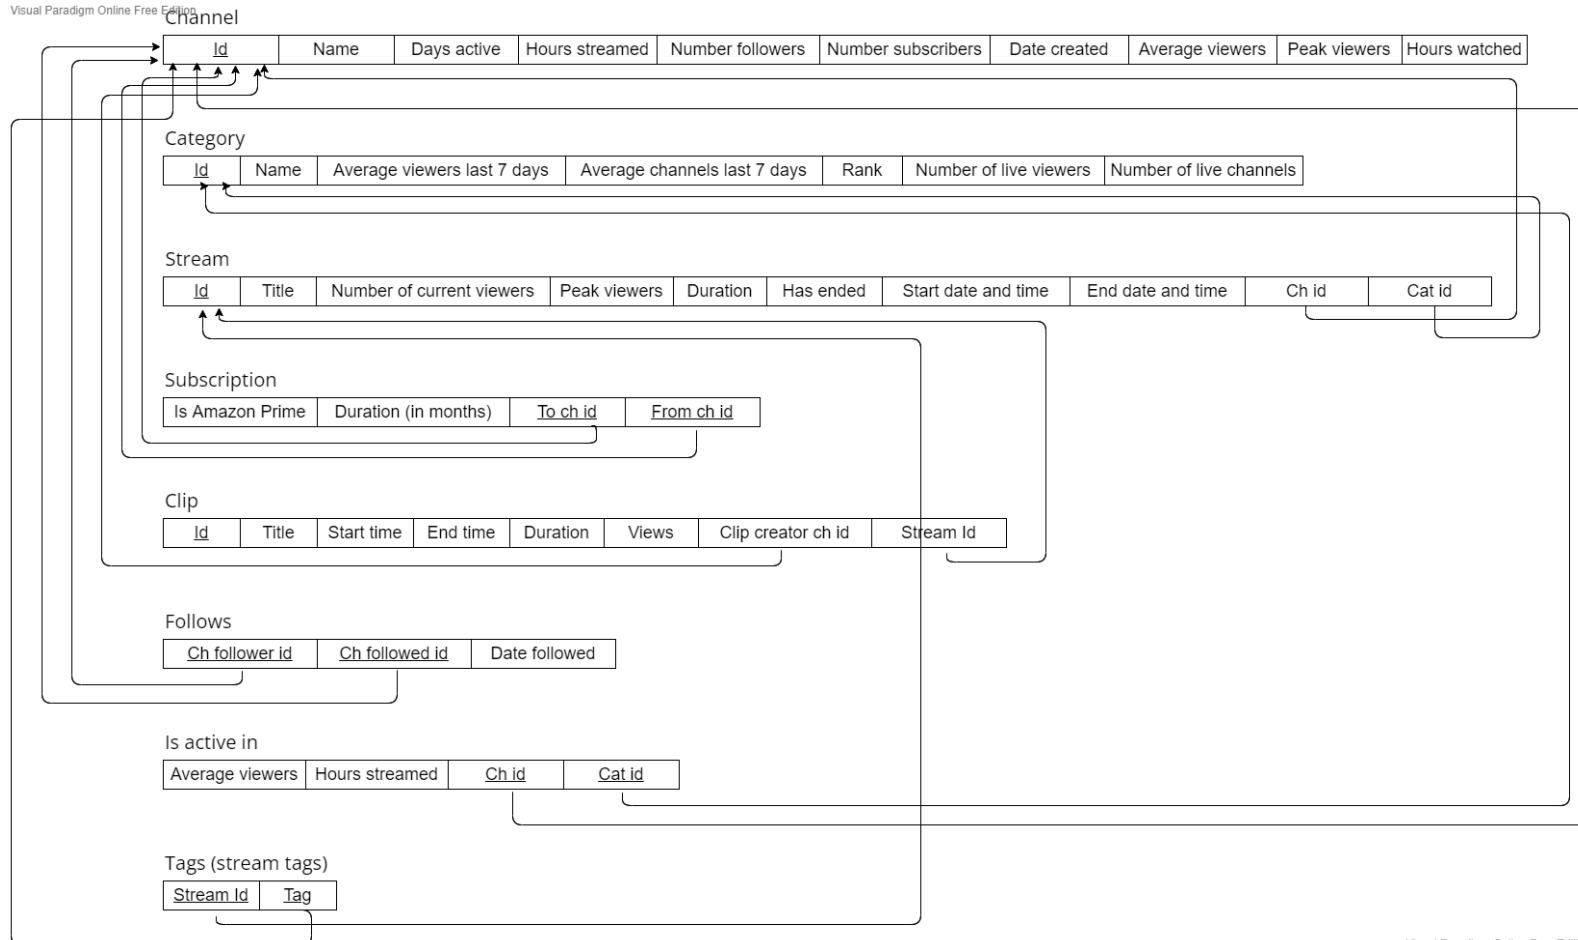 Visual Paradigm Online Free Edition
Channel
Id Name Days active Hours streamed Number followers Number subscribers Date created Average viewers Peak viewers Hours watched
Category
Id Name Average viewers last 7 days Average channels last 7 days Rank Number of live viewers Number of live channels
Stream
Id Title Number of current viewers Peak viewers Duration Has ended Start date and time End date and time Ch id Cat id
Subscription
Is Amazon Prime Duration (in months) To ch id From ch id
Clip
Id Title Start time End time Duration Views Clip creator ch id Stream Id
Follows
Ch follower id Ch followed id Date followed
Is active in
Average viewers Hours streamed Ch id Cat id
Tags (stream tags)
Stream Id Tag